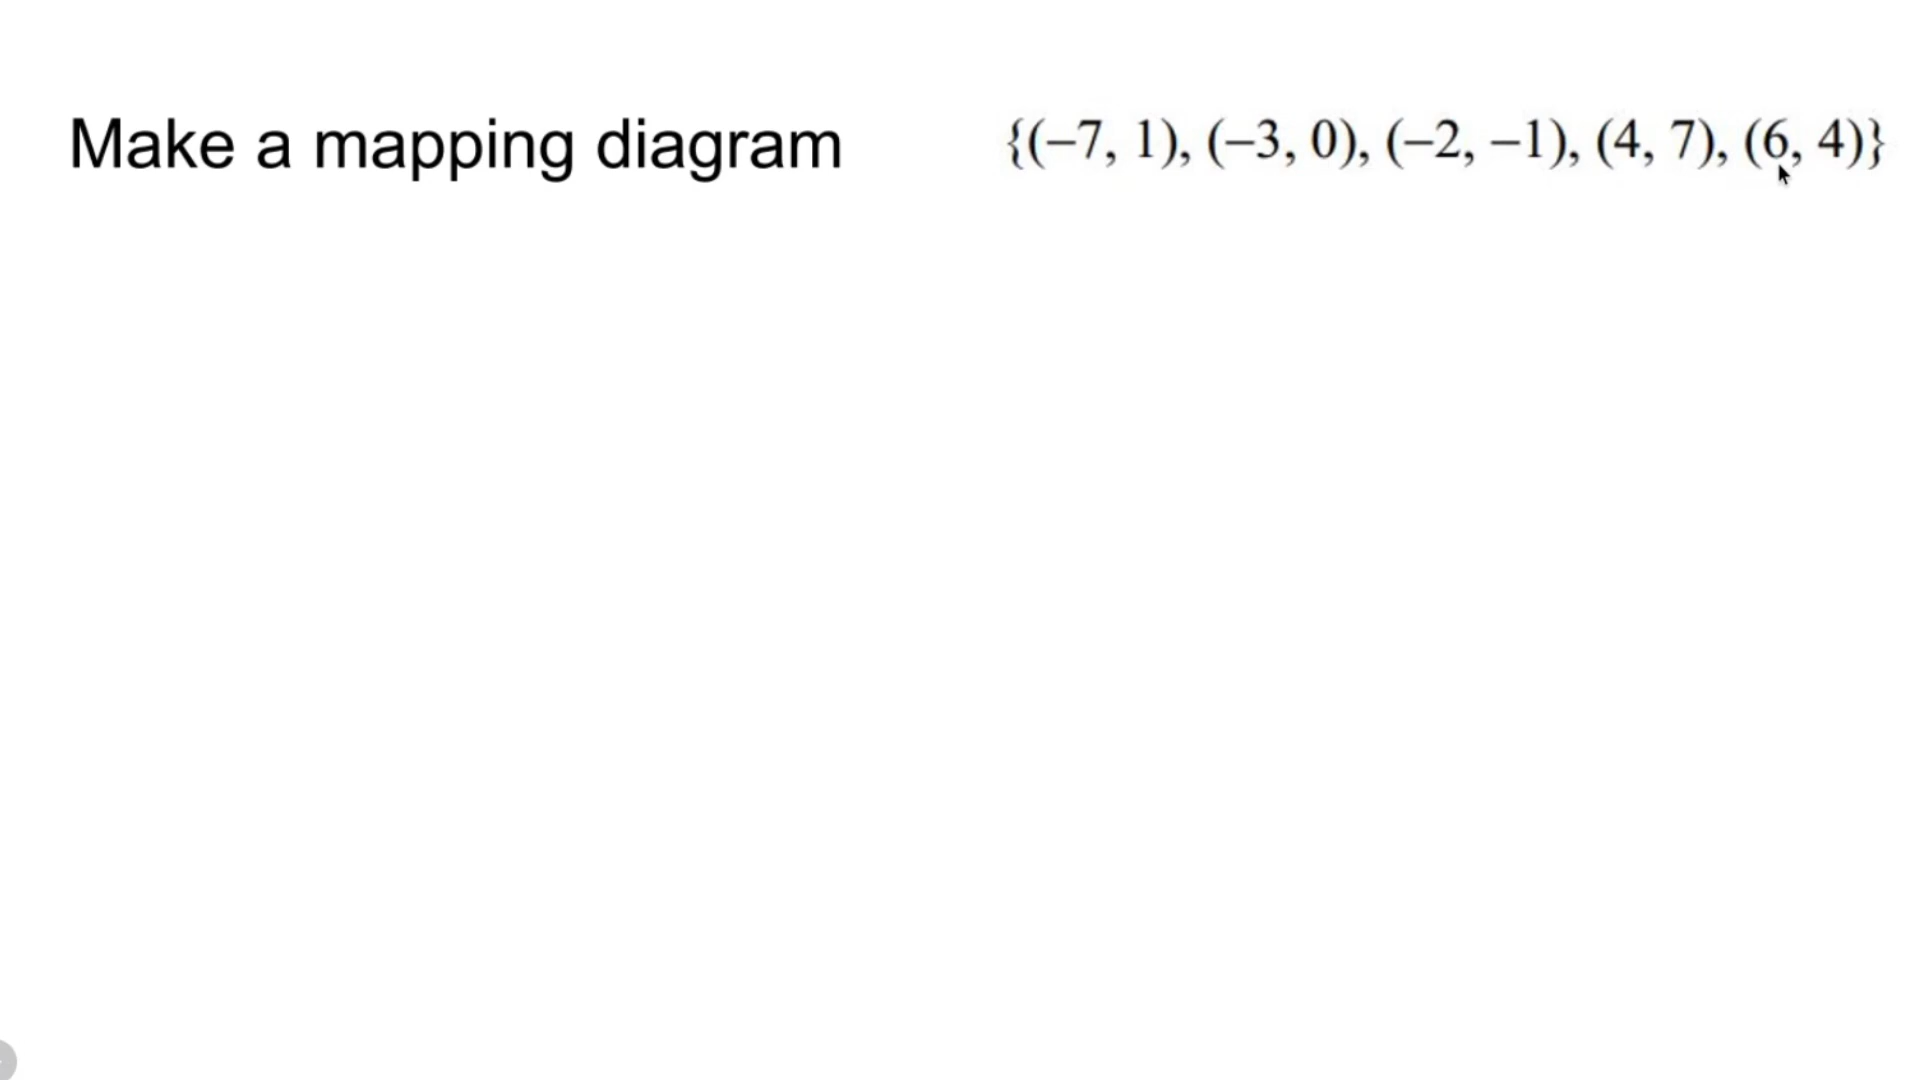 Make a mapping diagram
{(−7, 1), (−3, 0), (−2, −1), (4, 7), (6, 4)}